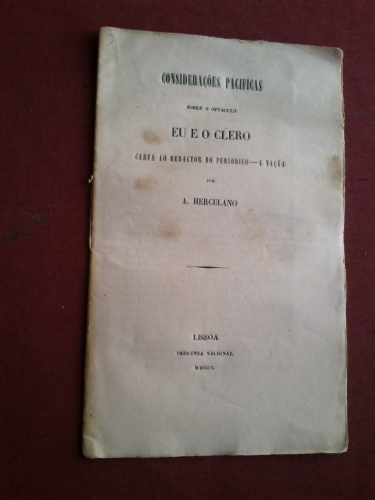 CONSIDERAÇÕES PACIFICAS
SOBRE O OPUSCULO
EU E O CLERO
CARTA AO REDACTOR DO PERIODICO—A NAÇÃO
POR
A. HERCULANO
LISBOA
IMPRENSA NACIONAL